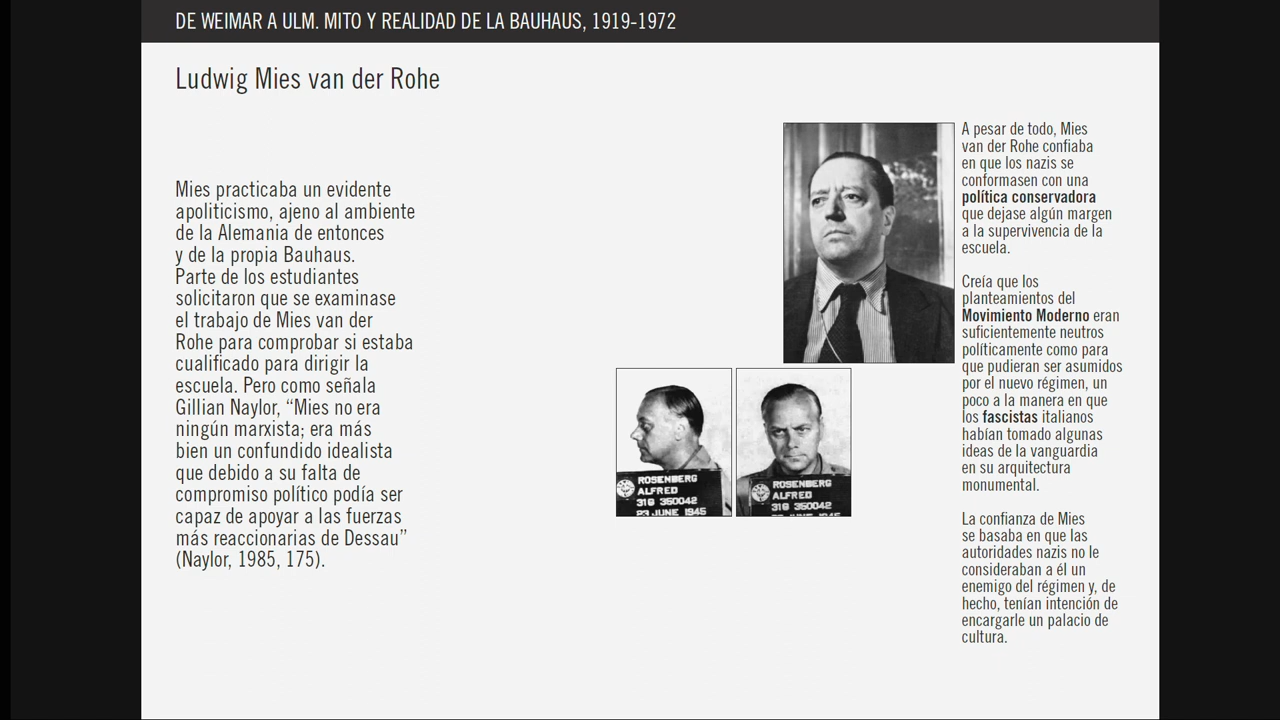 DE WEIMAR A ULM. MITO Y REALIDAD DE LA BAUHAUS, 1919-1972
Ludwig Mies van der Rohe
Mies practicaba un evidente
apoliticismo, ajeno al ambiente
de la Alemania de entonces
y de la propia Bauhaus.
Parte de los estudiantes
solicitaron que se examinase
el trabajo de Mies van der
Rohe para comprobar si estaba
cualificado para dirigir la
escuela. Pero como señala
Gillian Naylor, “Mies no era
ningún marxista; era más
bien un confundido idealista
que debido a su falta de
compromiso político podía ser
capaz de apoyar a las fuerzas
más reaccionarias de Dessau”
(Naylor, 1985, 175).
ROSENBERG
ALFRED
31G 350042
23 JUNE 1945
ROSENBERG
ALFRED
31G 350042
A pesar de todo, Mies
van der Rohe confiaba
en que los nazis se
conformasen con una
política conservadora
que dejase algún margen
a la supervivencia de la
escuela.
Creía que los
planteamientos del
Movimiento Moderno eran
suficientemente neutros
políticamente como para
que pudieran ser asumidos
por el nuevo régimen, un
poco a la manera en que
los fascistas italianos
habían tomado algunas
ideas de la vanguardia
en su arquitectura
monumental.
La confianza de Mies
se basaba en que las
autoridades nazis no le
consideraban a él un
enemigo del régimen y, de
hecho, tenían intención de
encargarle un palacio de
cultura.